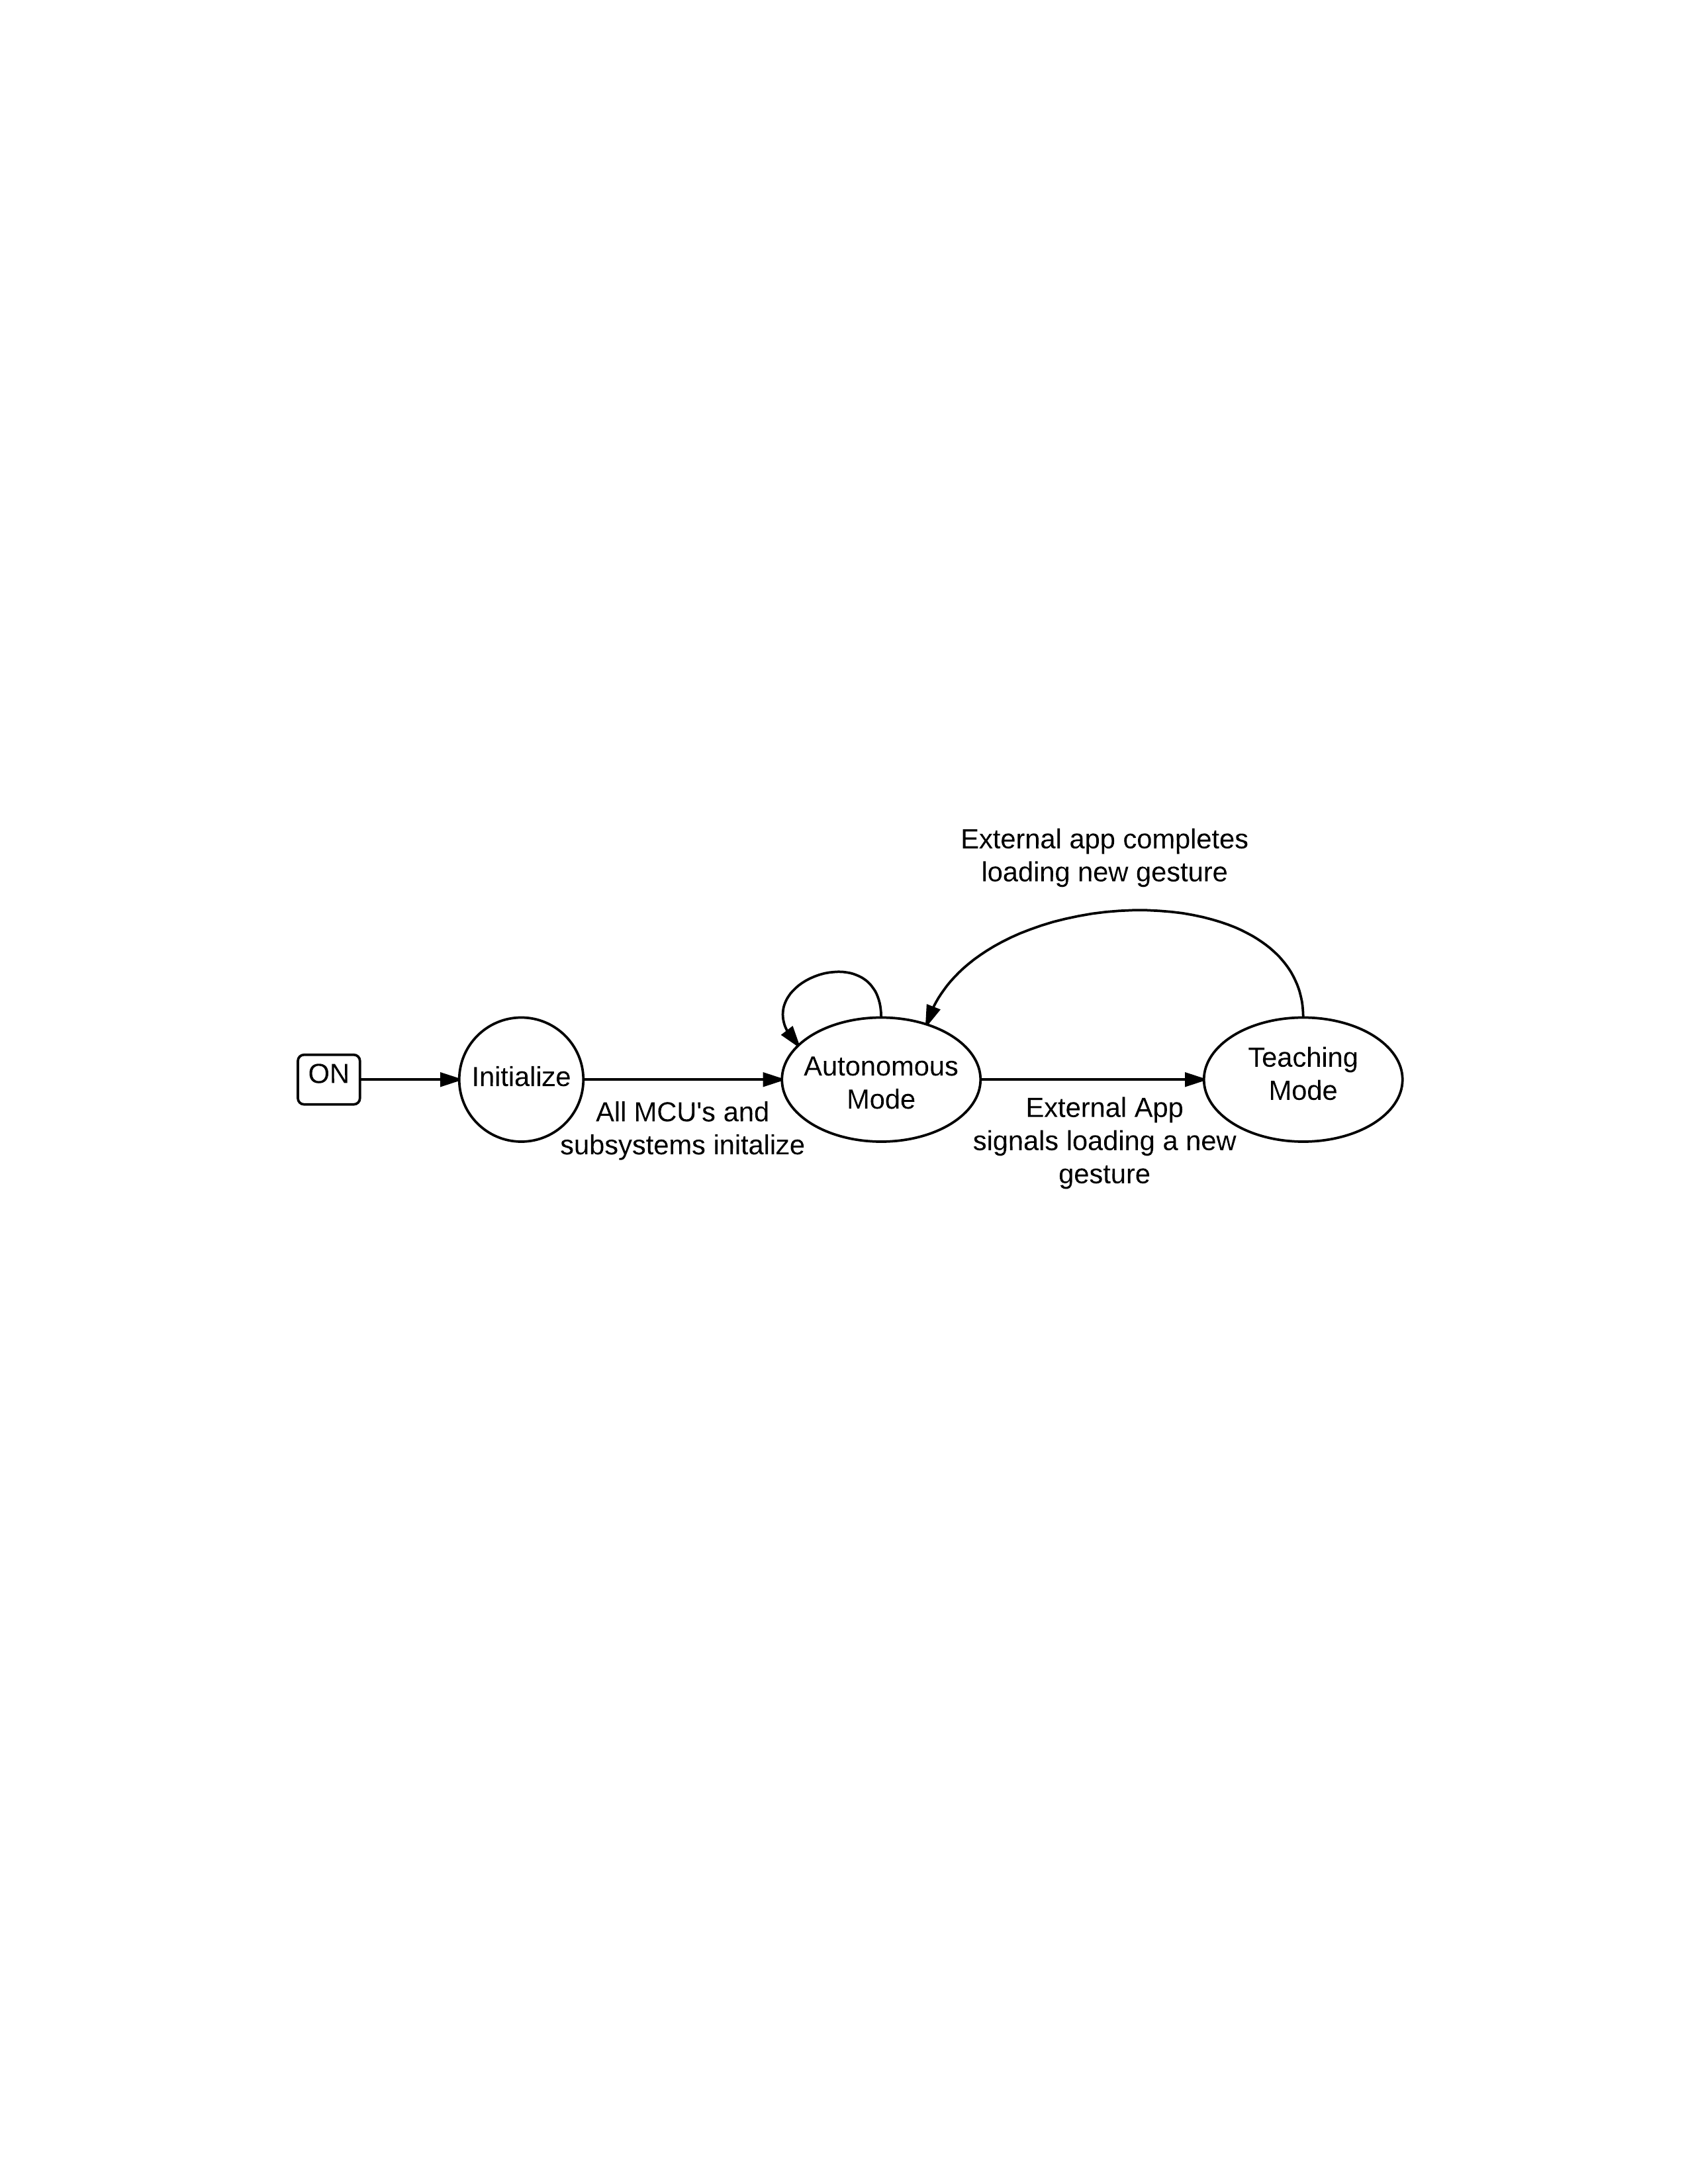 External app completes
loading new gesture
ON
Initialize
All MCU's and
subsystems initalize
Autonomous
Mode
External App
signals loading a new
gesture
Teaching
Mode